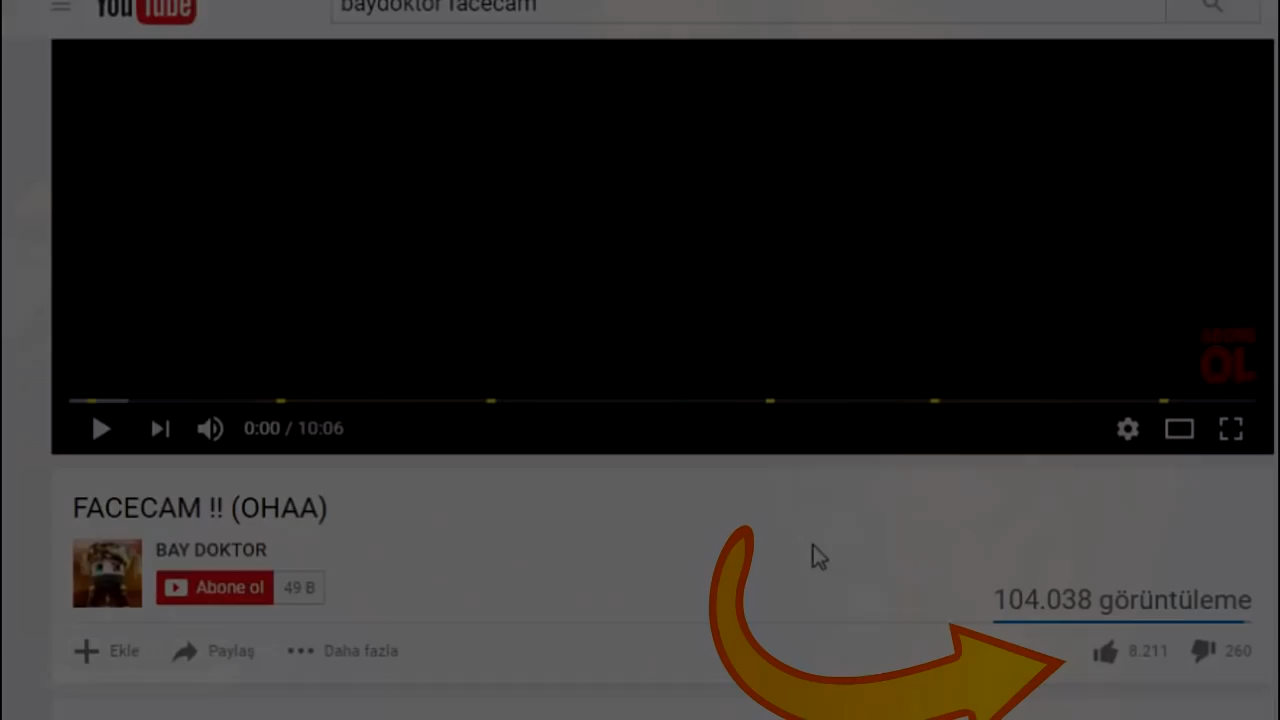 YouTube
baydoktor facecam
ABONE
OL
0:00 / 10:06
FACECAM !! (OHAA)
BAY DOKTOR
Abone ol 49 B
104.038 görüntüleme
Ekle Paylaş Daha fazla
8.211 260